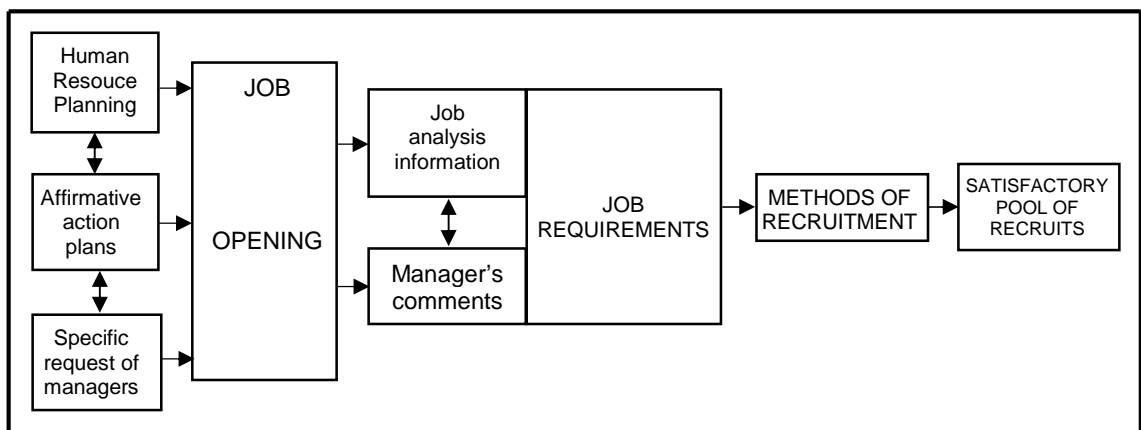 Human
Resouce
Planning
Affirmative
action
plans
Specific
request of
managers
JOB
OPENING
Job
analysis
information
Manager’s
comments
JOB
REQUIREMENTS
METHODS OF
RECRUITMENT
SATISFACTORY
POOL OF
RECRUITS